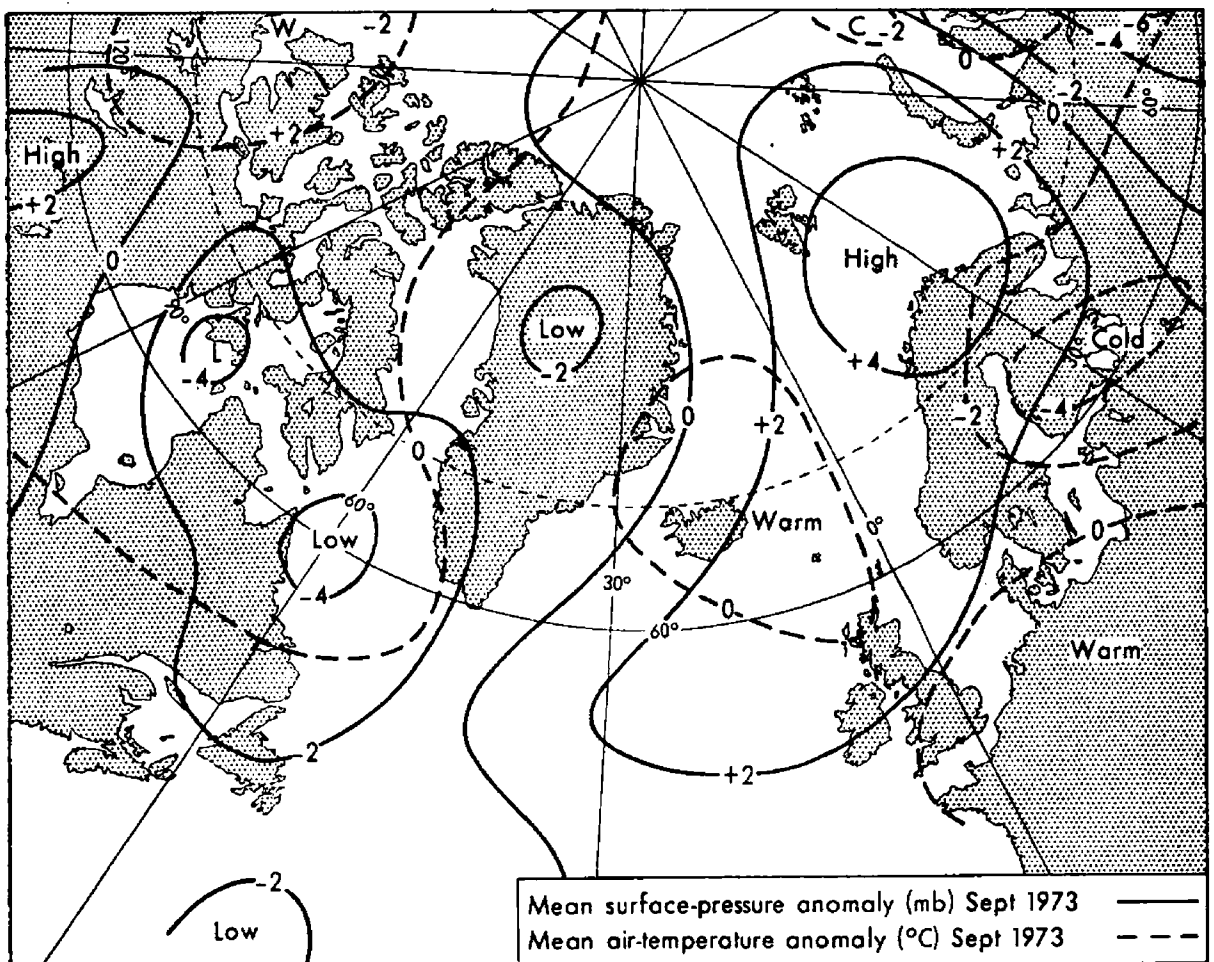 W -2 C -2 -6
-4
120° 0
-2 60°
0
High +2 +2
+2
High
0
70°
L Low Cold
-4 -2 +4
-4
0 +2 -2
0
60° Warm 0° 0
Low
30°
-4 0
60°
Warm
2 +2
-2
Low
Mean surface-pressure anomaly (mb) Sept 1973
Mean air-temperature anomaly (°C) Sept 1973